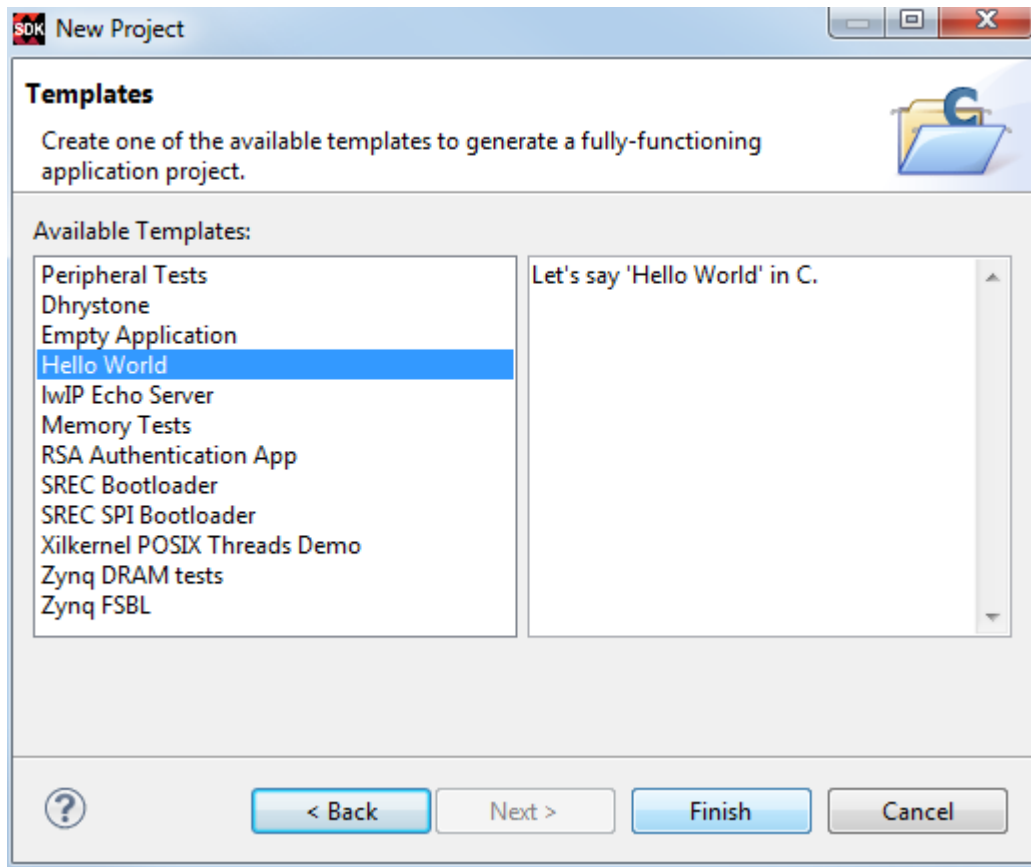 SDK New Project
Templates
Create one of the available templates to generate a fully-functioning
application project.
Available Templates:
Peripheral Tests
Dhrystone
Empty Application
Hello World
lwIP Echo Server
Memory Tests
RSA Authentication App
SREC Bootloader
SREC SPI Bootloader
Xilkernel POSIX Threads Demo
Zynq DRAM tests
Zynq FSBL
Let's say 'Hello World' in C.
< Back
Next >
Finish
Cancel